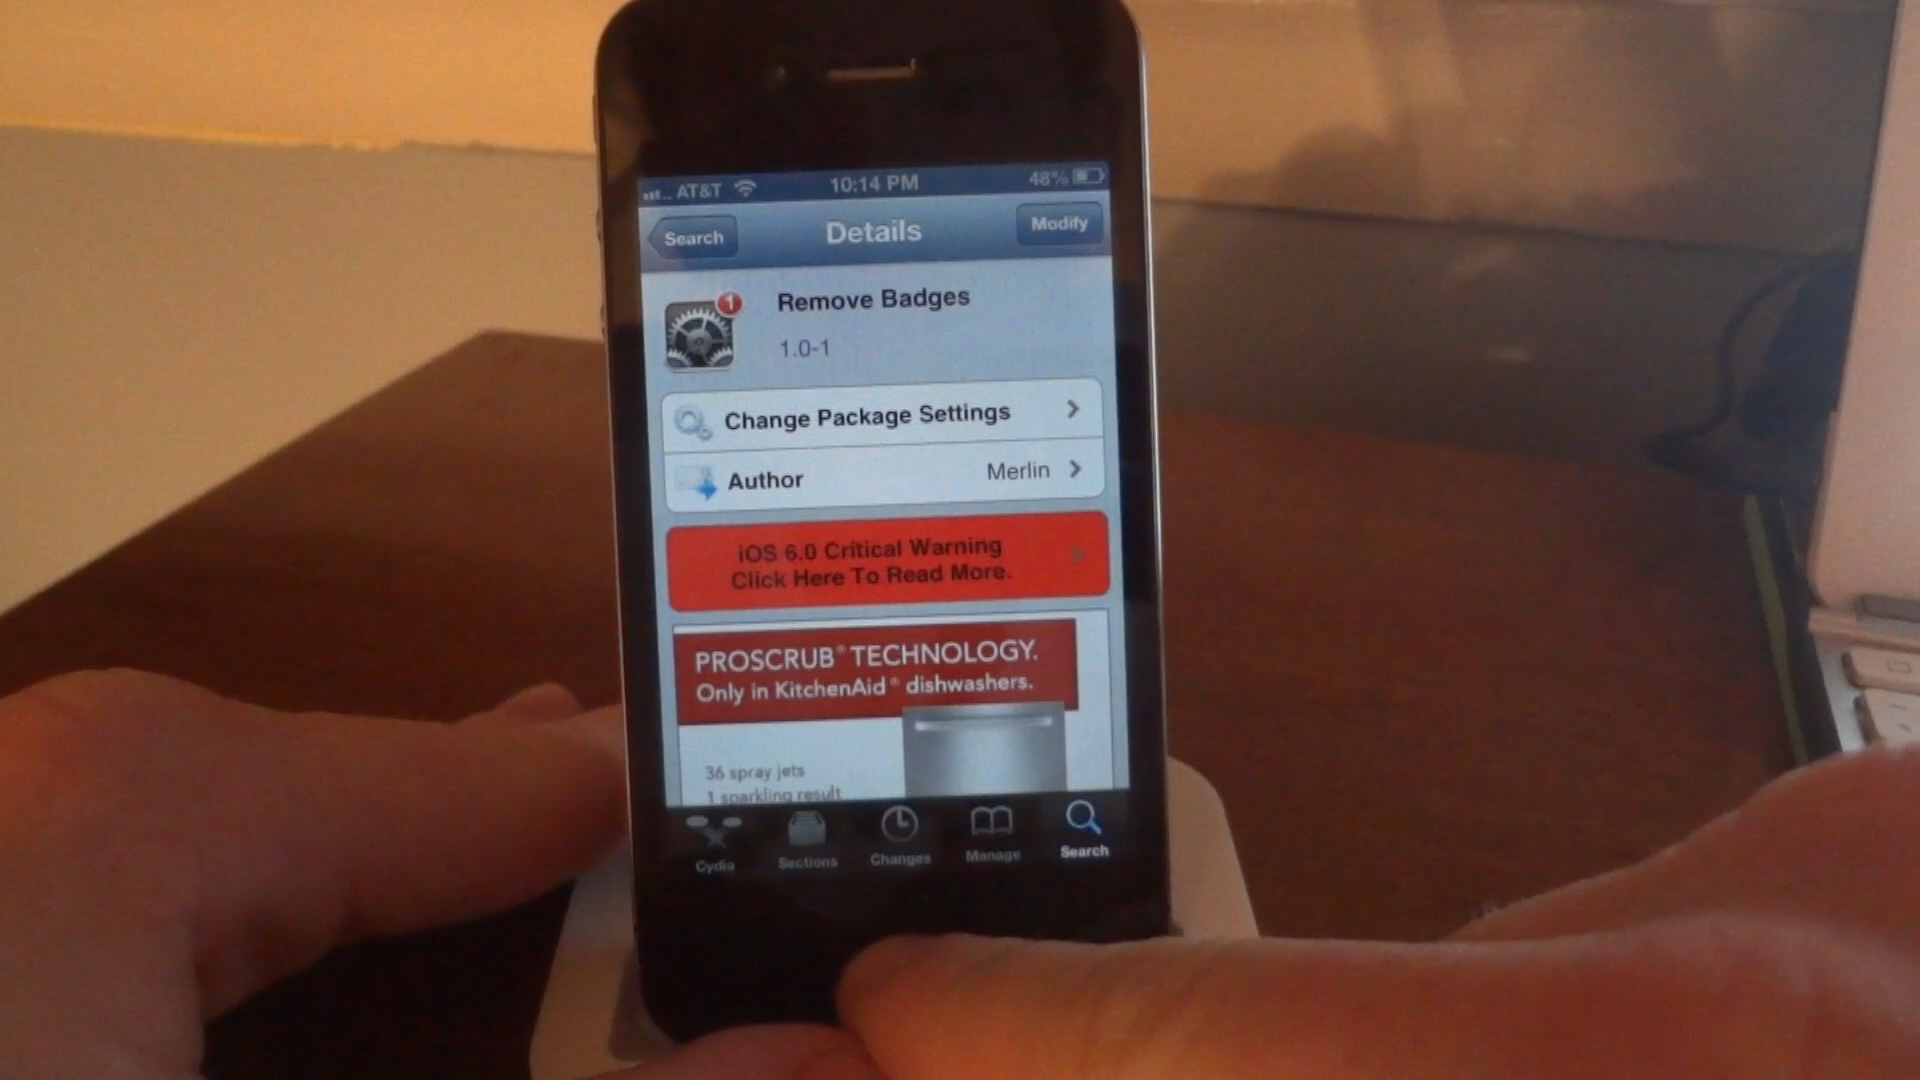 AT&T 10:14 PM 48%
Search Details Modify
1
Remove Badges
1.0-1
Change Package Settings
Author Merlin
iOS 6.0 Critical Warning
Click Here To Read More.
PROSCRUB® TECHNOLOGY.
Only in KitchenAid® dishwashers.
36 spray jets
1 sparkling result
Cydia Sections Changes Manage Search